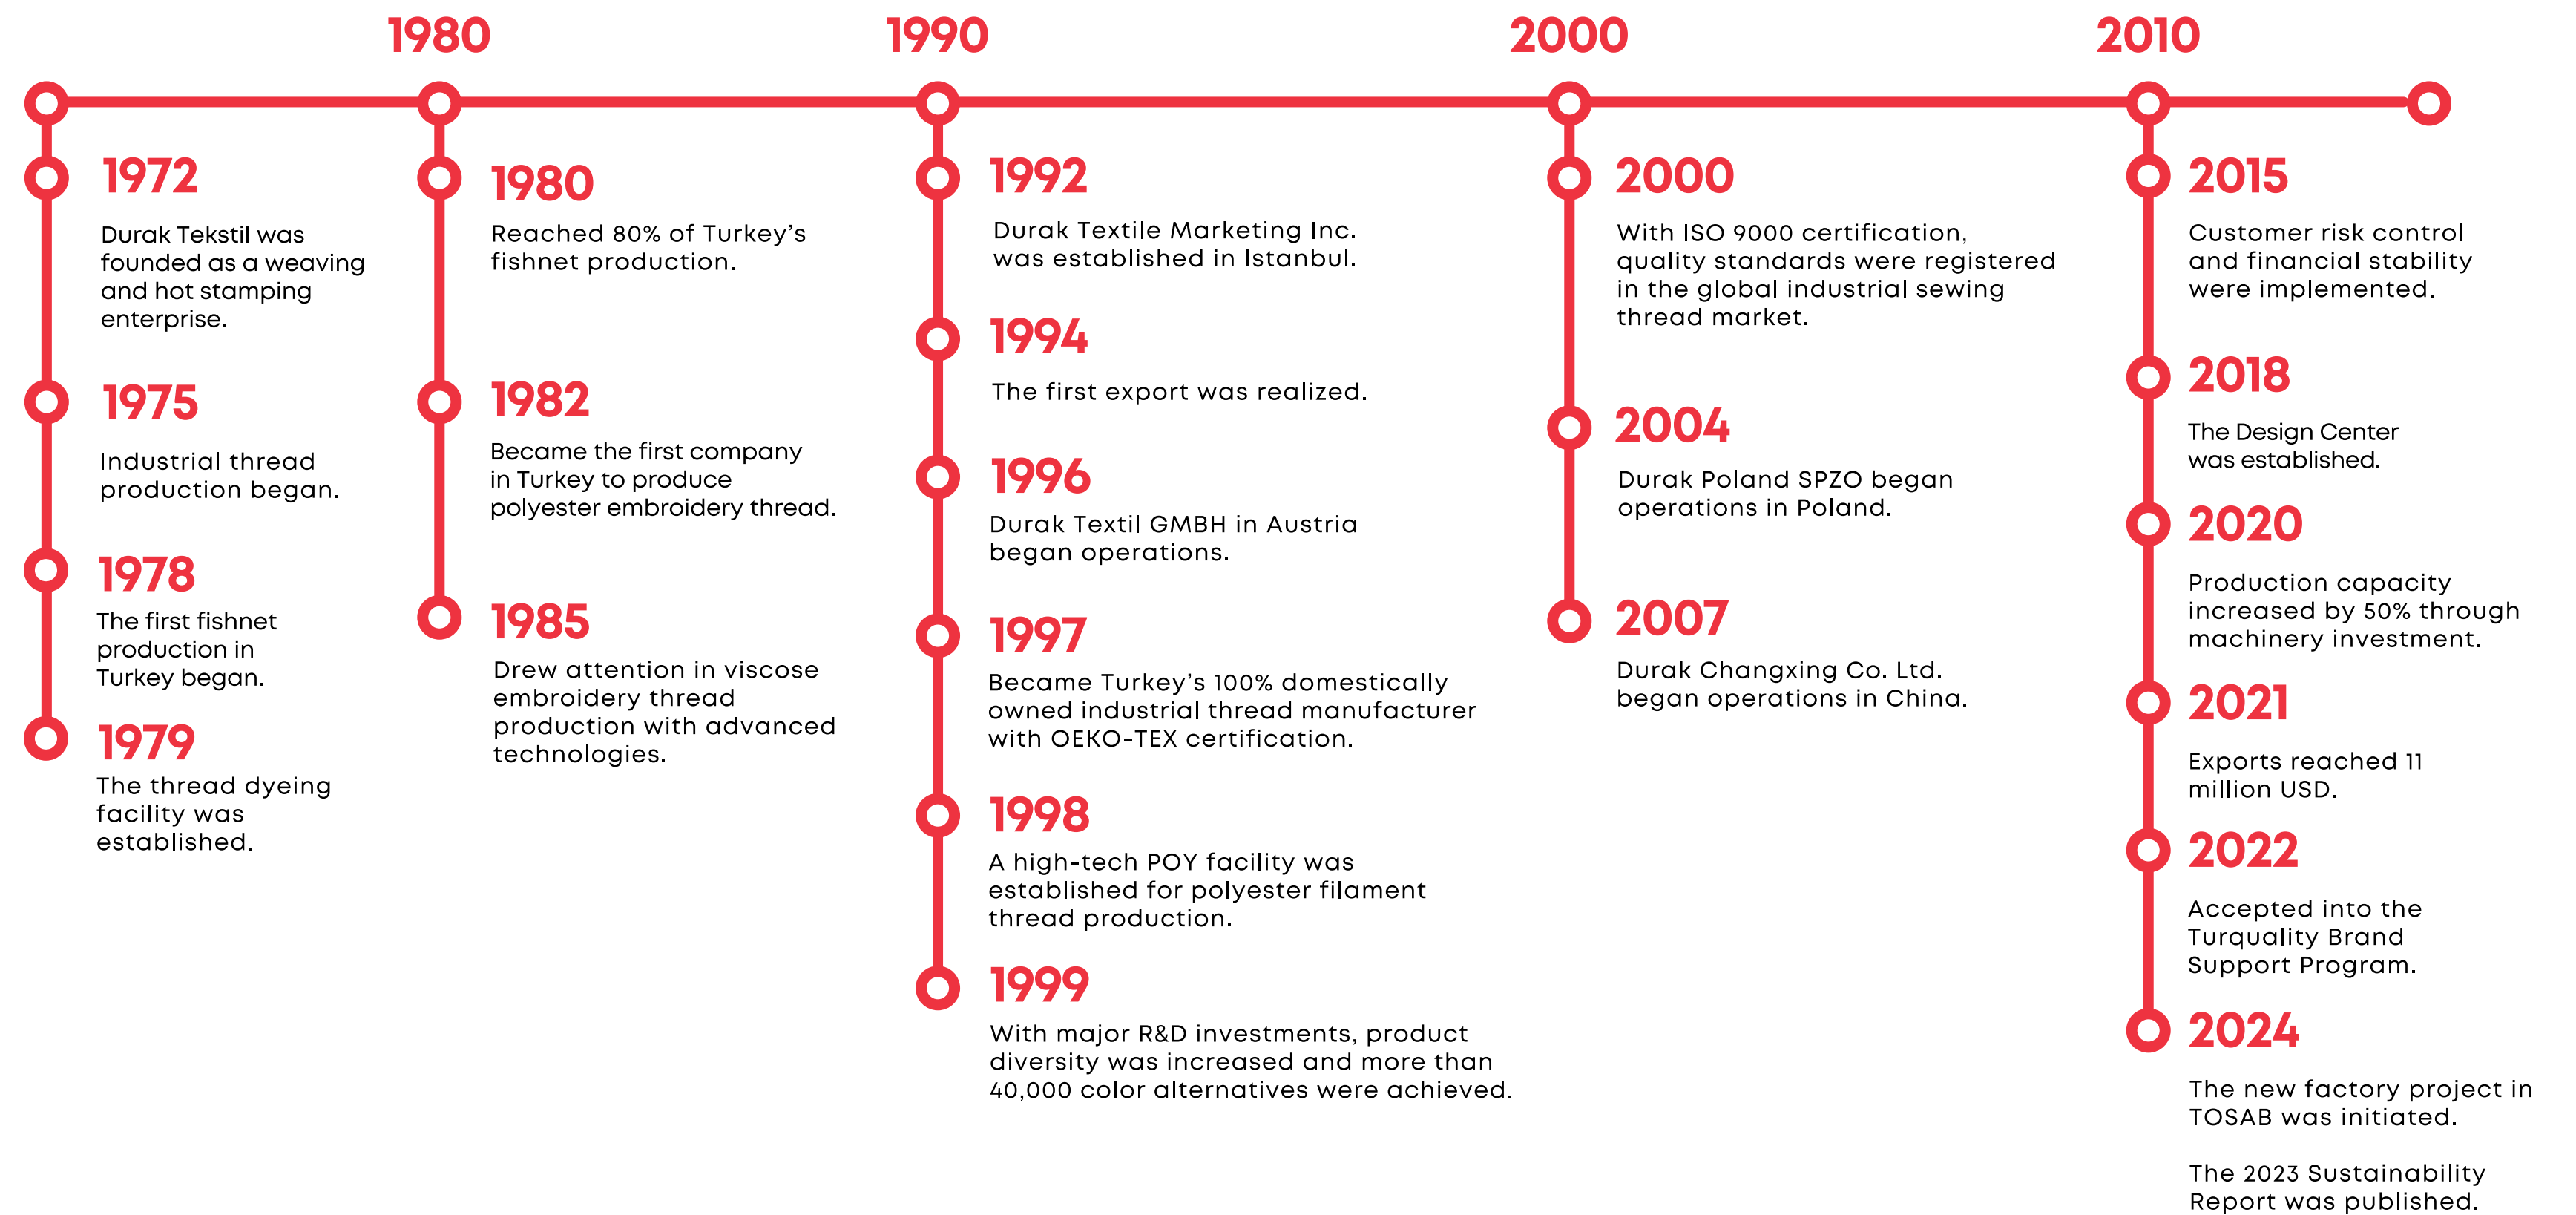 1980
1990
2000
2010
1972
Durak Tekstil was
founded as a weaving
and hot stamping
enterprise.
1975
Industrial thread
production began.
1978
The first fishnet
production in
Turkey began.
1979
The thread dyeing
facility was
established.
1980
Reached 80% of Turkey’s
fishnet production.
1982
Became the first company
in Turkey to produce
polyester embroidery thread.
1985
Drew attention in viscose
embroidery thread
production with advanced
technologies.
1992
Durak Textile Marketing Inc.
was established in Istanbul.
1994
The first export was realized.
1996
Durak Textil GMBH in Austria
began operations.
1997
Became Turkey’s 100% domestically
owned industrial thread manufacturer
with OEKO-TEX certification.
1998
A high-tech POY facility was
established for polyester filament
thread production.
1999
With major R&D investments, product
diversity was increased and more than
40,000 color alternatives were achieved.
2000
With ISO 9000 certification,
quality standards were registered
in the global industrial sewing
thread market.
2004
Durak Poland SPZO began
operations in Poland.
2007
Durak Changxing Co. Ltd.
began operations in China.
2015
Customer risk control
and financial stability
were implemented.
2018
The Design Center
was established.
2020
Production capacity
increased by 50% through
machinery investment.
2021
Exports reached 11
million USD.
2022
Accepted into the
Turquality Brand
Support Program.
2024
The new factory project in
TOSAB was initiated.
The 2023 Sustainability
Report was published.